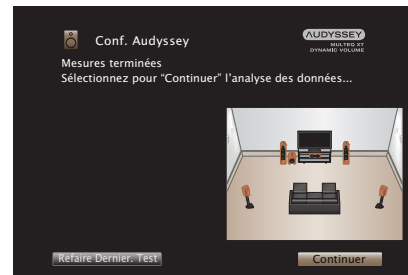 Conf. Audyssey
AUDYSSEY
MULTEQ XT
DYNAMIC VOLUME
Mesures terminées
Sélectionnez pour “Continuer” l’analyse des données...
Refaire Dernier. Test
Continuer